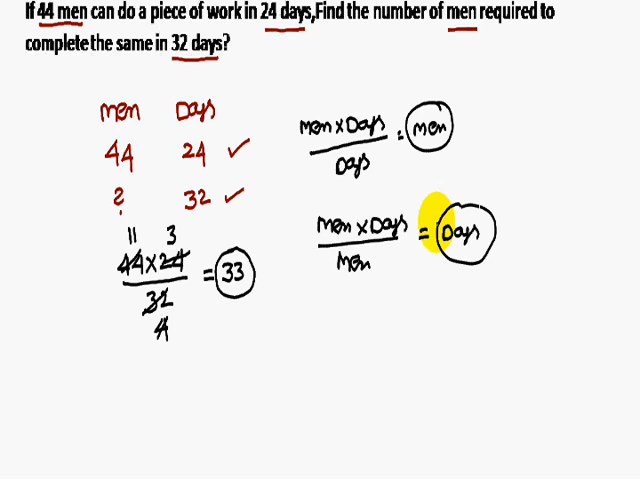 If 44 men can do a piece of work in 24 days,Find the number of men required to
complete the same in 32 days?
men Days
44 24 ✓
? 32 ✓
11 3
44×24
32
4
= 33
men×Days
Days
= men
men×Days
Men
= Days